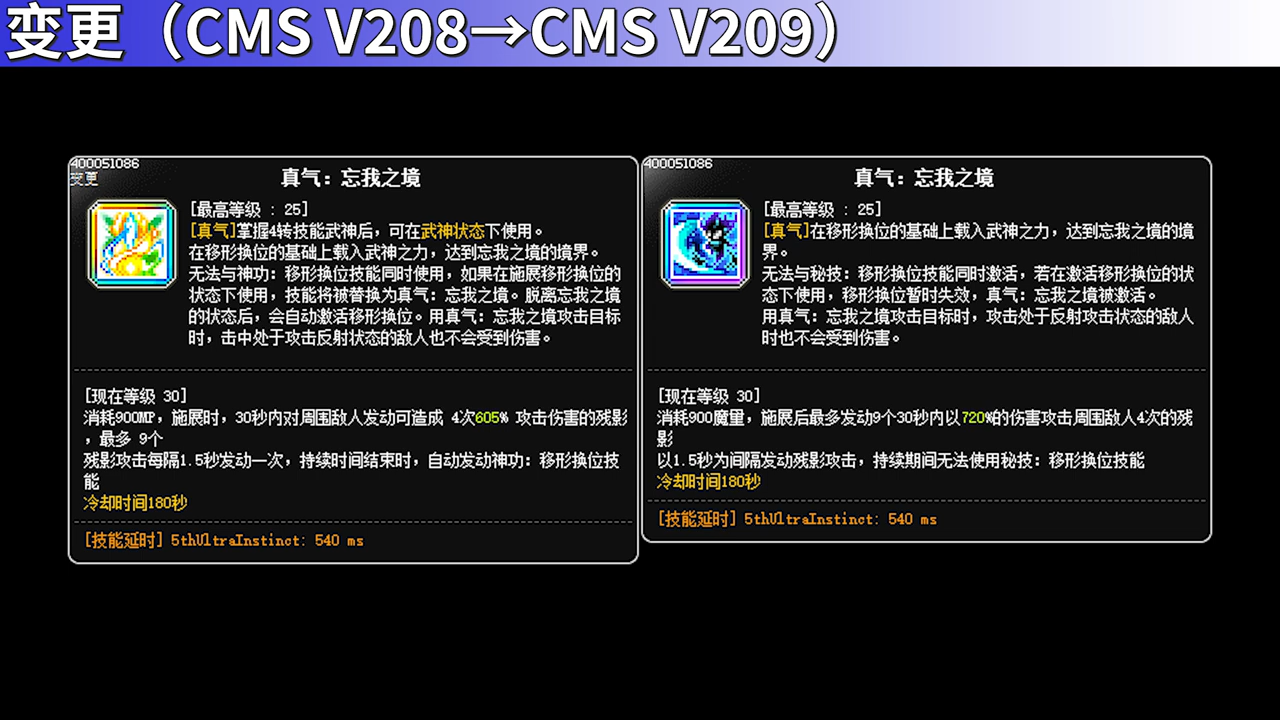 变更（CMS V208→CMS V209）
400051086
变更
真气：忘我之境
[最高等级 : 25]
[真气]掌握4转技能武神后，可在武神状态下使用。
在移形换位的基础上载入武神之力，达到忘我之境的境界。
无法与神功：移形换位技能同时使用，如果在施展移形换位的
状态下使用，技能将被替换为真气：忘我之境。脱离忘我之境
的状态后，会自动激活移形换位。用真气：忘我之境攻击目标
时，击中处于攻击反射状态的敌人也不会受到伤害。
[现在等级 30]
消耗900MP，施展时，30秒内对周围敌人发动可造成 4次605% 攻击伤害的残影
，最多 9个
残影攻击每隔1.5秒发动一次，持续时间结束时，自动发动神功：移形换位技
能
冷却时间180秒
[技能延时] 5thUltraInstinct: 540 ms
400051086
真气：忘我之境
[最高等级 : 25]
[真气]在移形换位的基础上载入武神之力，达到忘我之境的境
界。
无法与秘技：移形换位技能同时激活，若在激活移形换位的状
态下使用，移形换位暂时失效，真气：忘我之境被激活。
用真气：忘我之境攻击目标时，攻击处于反射攻击状态的敌人
时也不会受到伤害。
[现在等级 30]
消耗900魔量，施展后最多发动9个30秒内以720%的伤害攻击周围敌人4次的残
影
以1.5秒为间隔发动残影攻击，持续期间无法使用秘技：移形换位技能
冷却时间180秒
[技能延时] 5thUltraInstinct: 540 ms